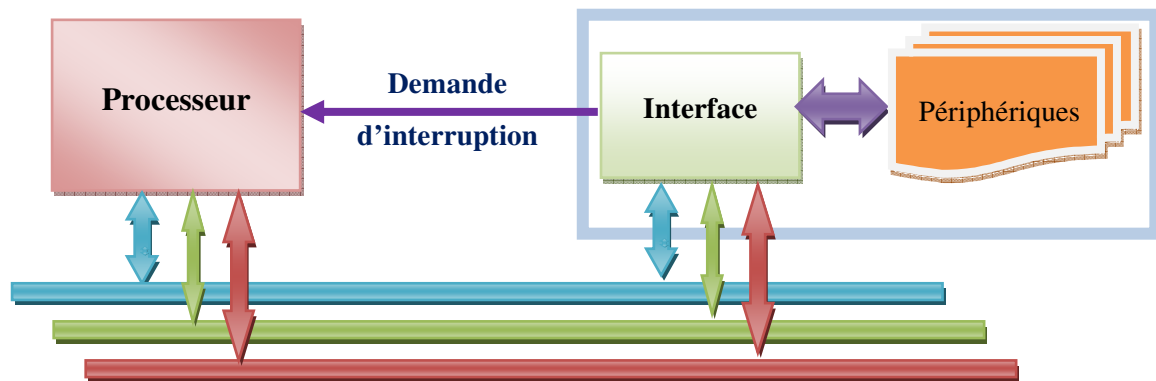 Processeur
Demande
d’interruption
Interface
Périphériques